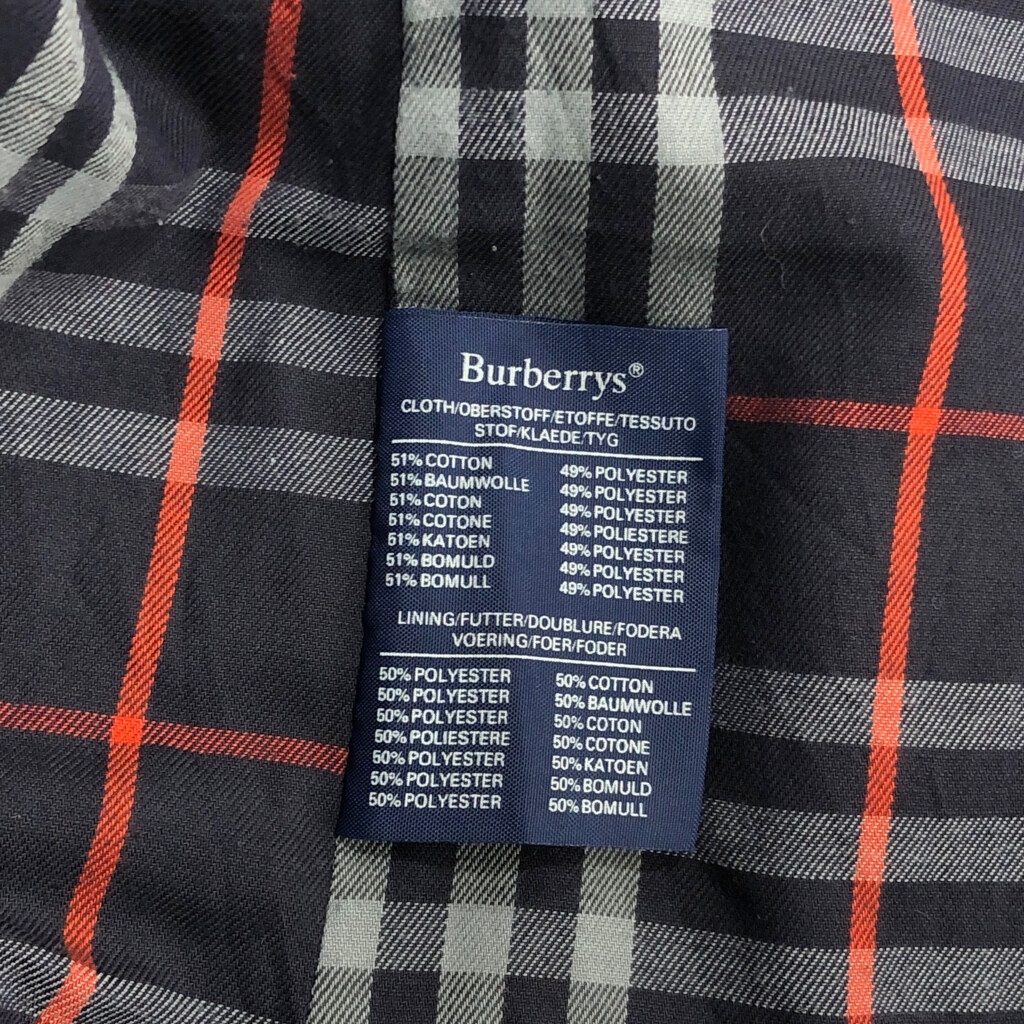 Burberrys®
CLOTH/OBERSTOFF/ETOFFE/TESSUTO
STOF/KLAEDE/TYG
51% COTTON 49% POLYESTER
51% BAUMWOLLE 49% POLYESTER
51% COTON 49% POLYESTER
51% COTONE 49% POLIESTERE
51% KATOEN 49% POLYESTER
51% BOMULD 49% POLYESTER
51% BOMULL 49% POLYESTER
LINING/FUTTER/DOUBLURE/FODERA
VOERING/FOER/FODER
50% POLYESTER 50% COTTON
50% POLYESTER 50% BAUMWOLLE
50% POLYESTER 50% COTON
50% POLIESTERE 50% COTONE
50% POLYESTER 50% KATOEN
50% POLYESTER 50% BOMULD
50% POLYESTER 50% BOMULL